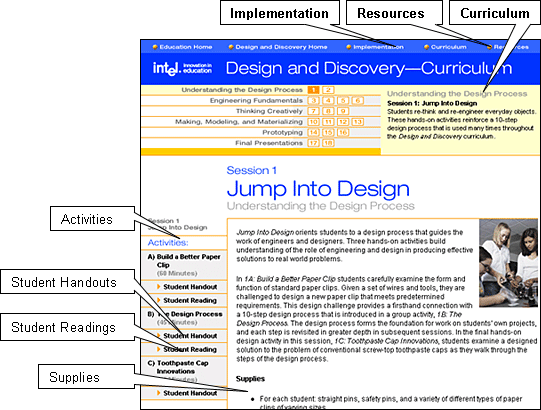 Implementation
Resources
Curriculum
Education Home
Design and Discovery Home
Implementation
Curriculum
Resources
intel. Innovation in education
Design and Discovery—Curriculum
Understanding the Design Process 1 2
Engineering Fundamentals 3 4 5 6
Thinking Creatively 7 8 9
Making, Modeling, and Materializing 10 11 12 13
Prototyping 14 15 16
Final Presentations 17 18
Understanding the Design Process
Session 1: Jump Into Design
Students re-think and re-engineer everyday objects.
These hands-on activities reinforce a 10-step
design process that is used many times throughout
the Design and Discovery curriculum.
Session 1
Jump Into Design
Understanding the Design Process
Activities
Session 1
Jump Into Design
Activities:
A) Build a Better Paper
Clip
(60 Minutes)
Student Handout
Student Reading
B) The Design Process
(45 Minutes)
Student Handout
Student Reading
C) Toothpaste Cap
Innovations
Minutes)
Student Handout
Student Handouts
Student Readings
Supplies
Jump Into Design orients students to a design process that guides the
work of engineers and designers. Three hands-on activities build
understanding of the role of engineering and design in producing effective
solutions to real world problems.
In 1A: Build a Better Paper Clip students carefully examine the form and
function of standard paper clips. Given a set of wires and tools, they are
challenged to design a new paper clip that meets predetermined
requirements. This design challenge provides a firsthand connection with
a 10-step design process that is introduced in a group activity, 1B: The
Design Process. The design process forms the foundation for work on students' own projects,
and each step is revisited in greater depth in subsequent sessions. In the final hands-on
design activity in this session, 1C: Toothpaste Cap Innovations, students examine a designed
solution to the problem of conventional screw-top toothpaste caps as they walk through the
steps of the design process.
Supplies
For each student: straight pins, safety pins, and a variety of different types of paper
clips of varying sizes